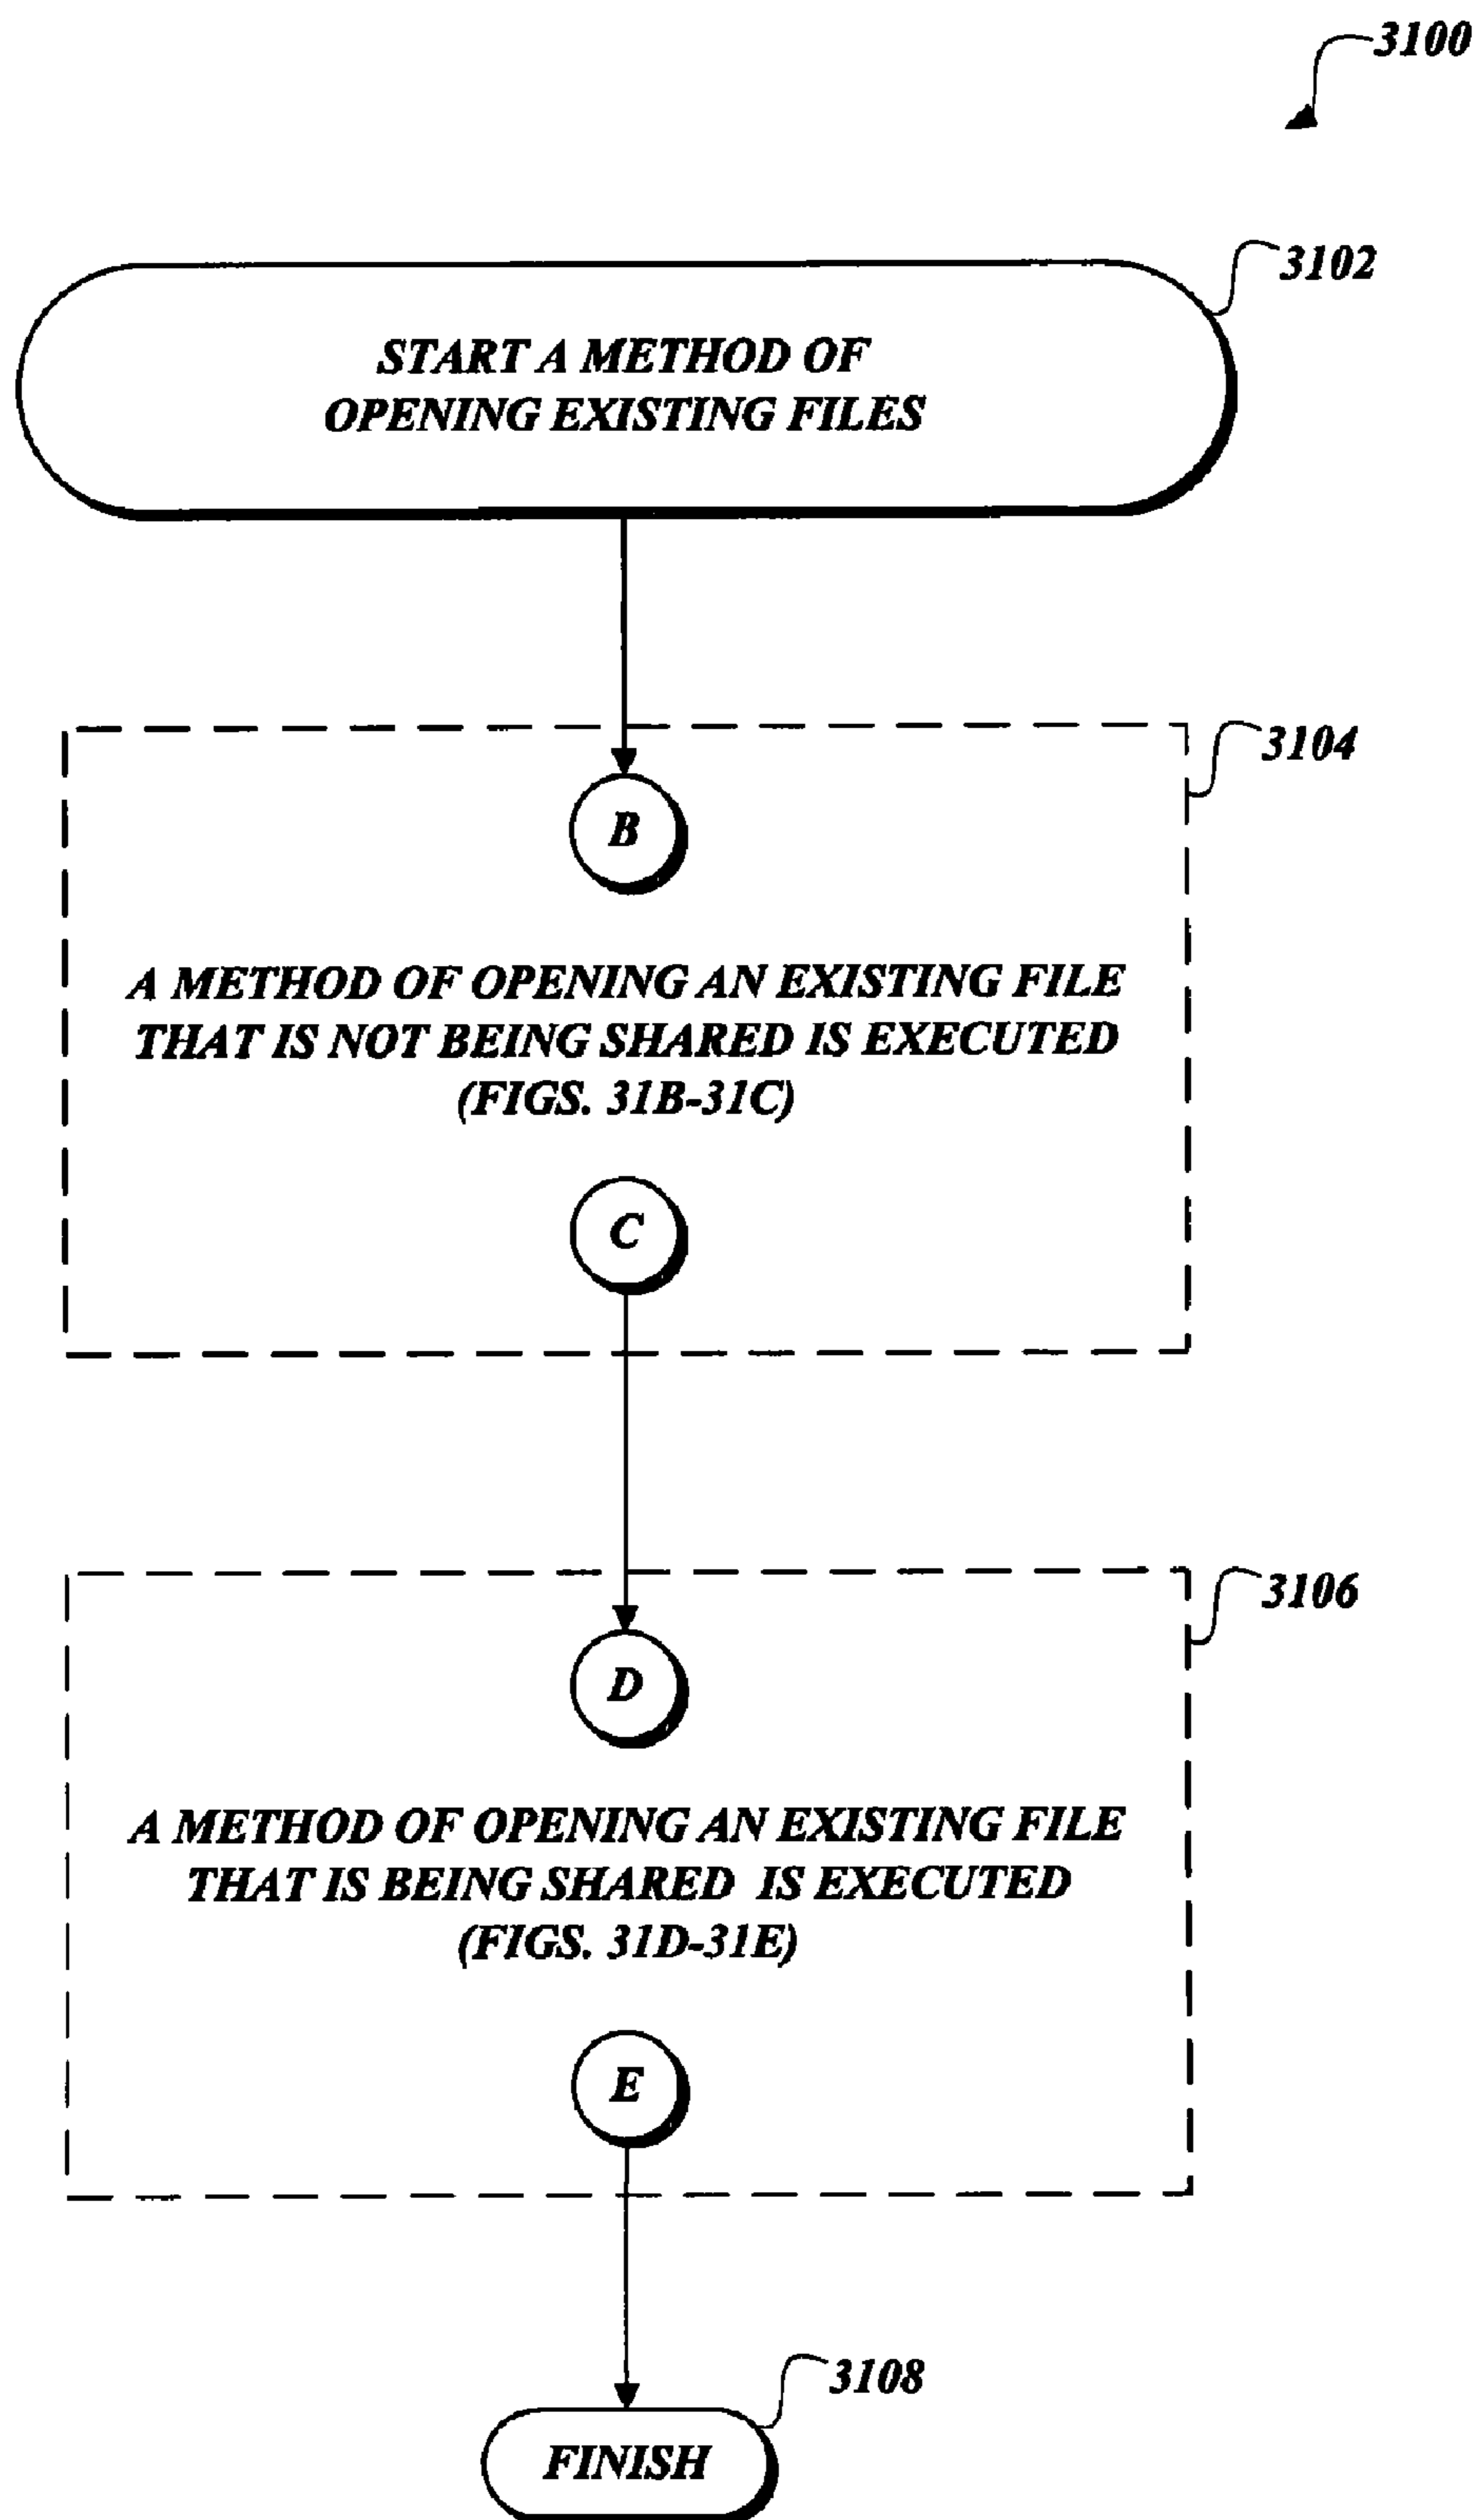 3100
3102
START A METHOD OF
OPENING EXISTING FILES
3104
B
A METHOD OF OPENING AN EXISTING FILE
THAT IS NOT BEING SHARED IS EXECUTED
(FIGS. 31B-31C)
C
3106
D
A METHOD OF OPENING AN EXISTING FILE
THAT IS BEING SHARED IS EXECUTED
(FIGS. 31D-31E)
E
3108
FINISH